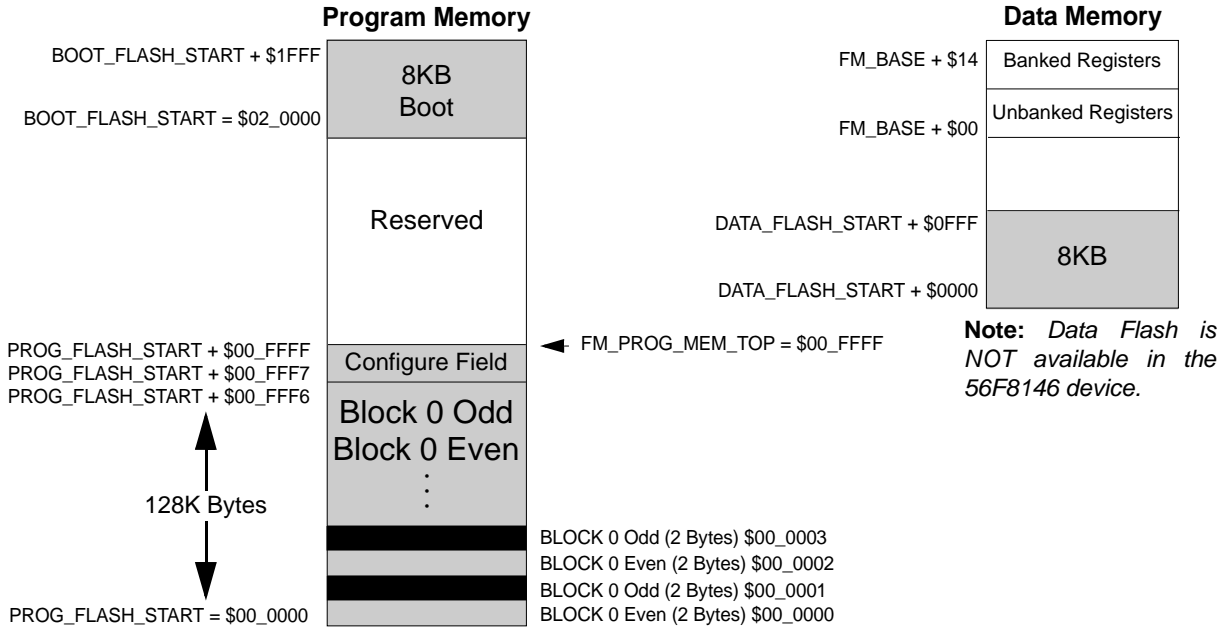 Program Memory
BOOT_FLASH_START + $1FFF
8KB
Boot
BOOT_FLASH_START = $02_0000
Reserved
PROG_FLASH_START + $00_FFFF
Configure Field
FM_PROG_MEM_TOP = $00_FFFF
PROG_FLASH_START + $00_FFF7
PROG_FLASH_START + $00_FFF6
Block 0 Odd
Block 0 Even
128K Bytes
BLOCK 0 Odd (2 Bytes) $00_0003
BLOCK 0 Even (2 Bytes) $00_0002
BLOCK 0 Odd (2 Bytes) $00_0001
BLOCK 0 Even (2 Bytes) $00_0000
PROG_FLASH_START = $00_0000
Data Memory
FM_BASE + $14
Banked Registers
Unbanked Registers
FM_BASE + $00
DATA_FLASH_START + $0FFF
8KB
DATA_FLASH_START + $0000
Note: Data Flash is
NOT available in the
56F8146 device.